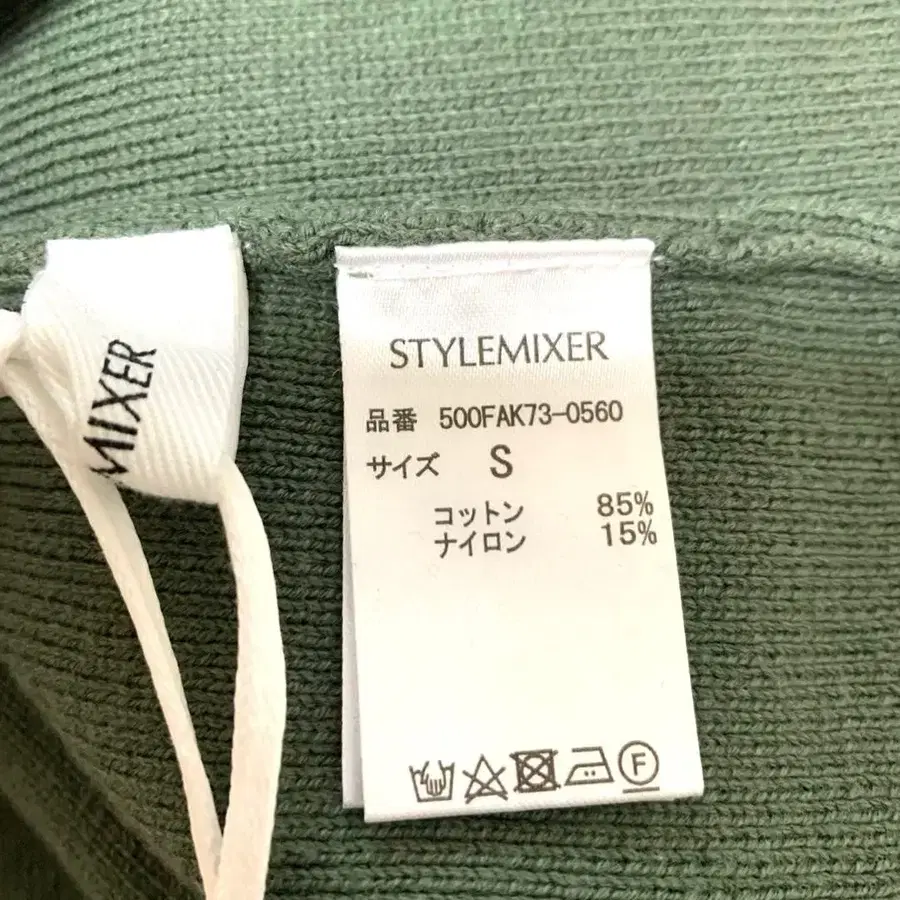 MIXER
STYLEMIXER
品番 500FAK73-0560
サイズ S
コットン 85%
ナイロン 15%
F